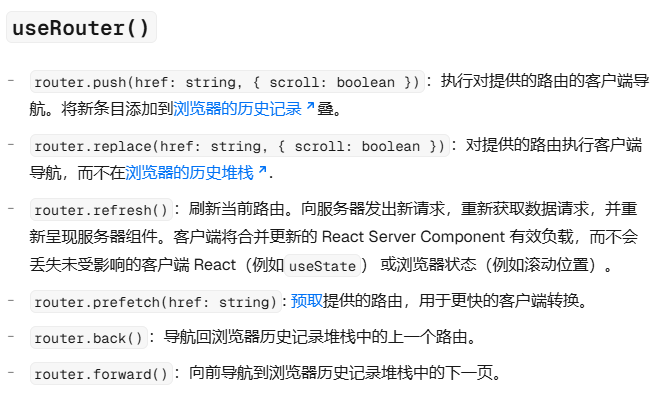 useRouter()
- router.push(href: string, { scroll: boolean })：执行对提供的路由的客户端导
航。将新条目添加到浏览器的历史记录↗叠。
- router.replace(href: string, { scroll: boolean })：对提供的路由执行客户端
导航，而不在浏览器的历史堆栈↗.
- router.refresh()：刷新当前路由。向服务器发出新请求，重新获取数据请求，并重
新呈现服务器组件。客户端将合并更新的 React Server Component 有效负载，而不会
丢失未受影响的客户端 React（例如useState） 或浏览器状态（例如滚动位置）。
- router.prefetch(href: string): 预取提供的路由，用于更快的客户端转换。
- router.back()：导航回浏览器历史记录堆栈中的上一个路由。
- router.forward()：向前导航到浏览器历史记录堆栈中的下一页。